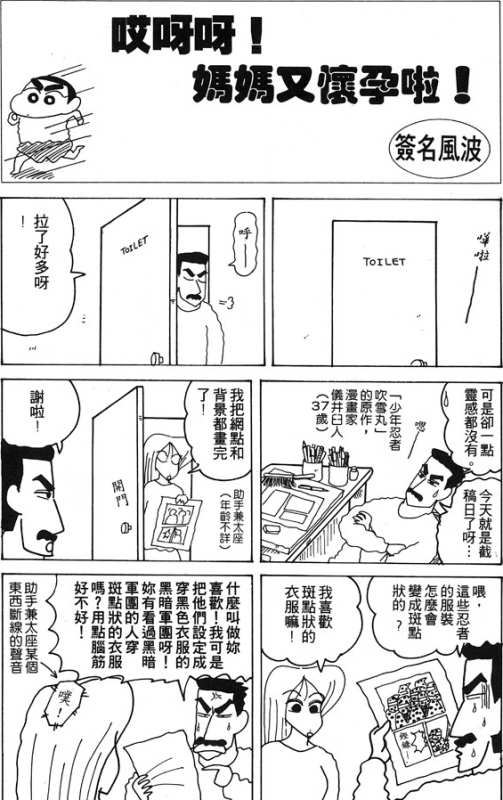 哎呀呀！
媽媽又懷孕啦！
簽名風波
嘩
啦
TOILET
呼
TOILET
拉了好多呀
！
可是卻一點
靈感都沒有。
今天就是截
稿日了呀…
嗯
「少年忍者
吹雪丸」
的原作，
漫畫家
儀井臼人
（37歲）
我把網點和
背景都畫完
了！
助手兼太座
（年齡不詳）
開門
謝啦！
喂，
這些忍者
的服裝
怎麼會
變成斑點
狀的？
我喜歡
斑點狀的
衣服嘛！
什麼叫做妳
喜歡！我可是
把他們設定成
穿黑色衣服的
黑暗軍團呀！
妳有看過黑暗
軍團的人穿
斑點狀的衣服
嗎？用點腦筋
好不好！
噗！
助手兼太座某個
東西斷線的聲音